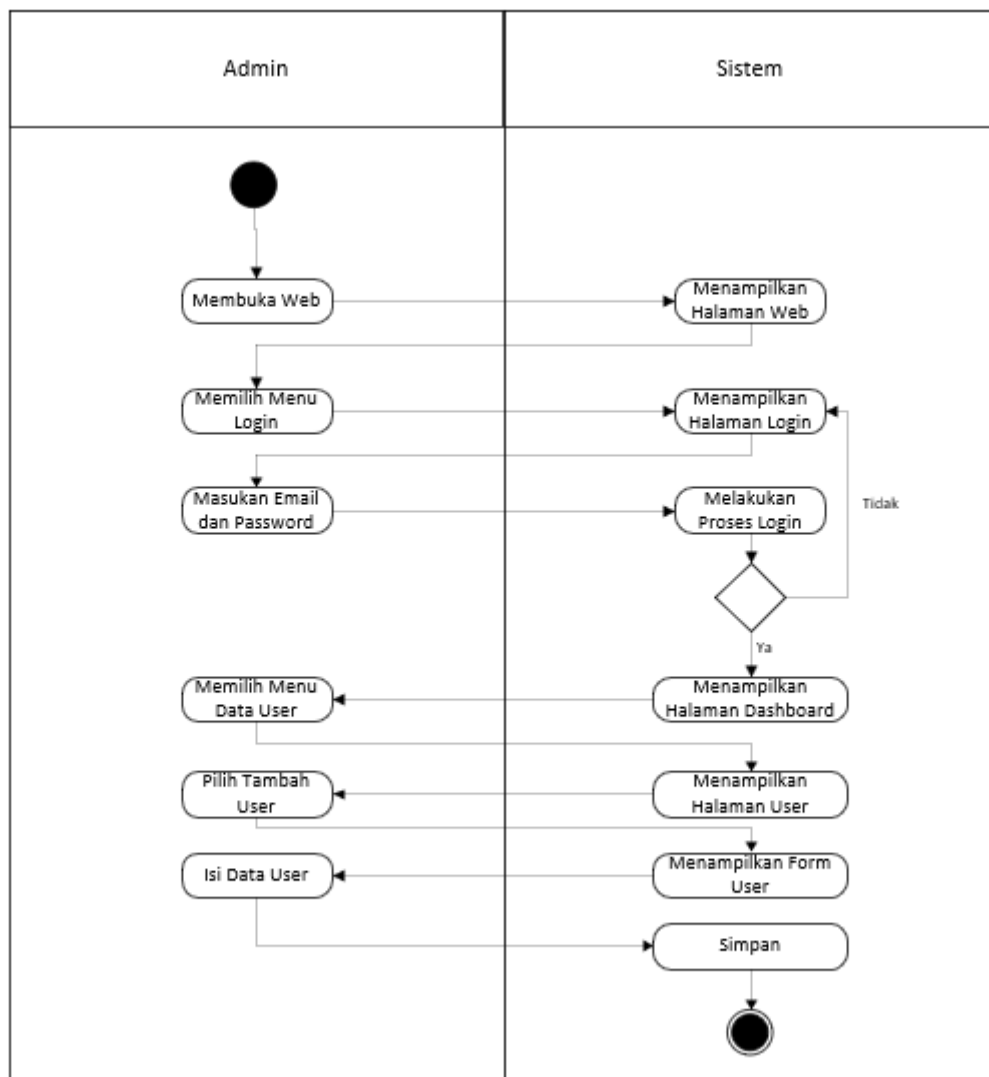 Admin
Sistem
Membuka Web
Menampilkan
Halaman Web
Memilih Menu
Login
Menampilkan
Halaman Login
Masukan Email
dan Password
Melakukan
Proses Login
Tidak
Ya
Memilih Menu
Data User
Menampilkan
Halaman Dashboard
Pilih Tambah
User
Menampilkan
Halaman User
Isi Data User
Menampilkan Form
User
Simpan